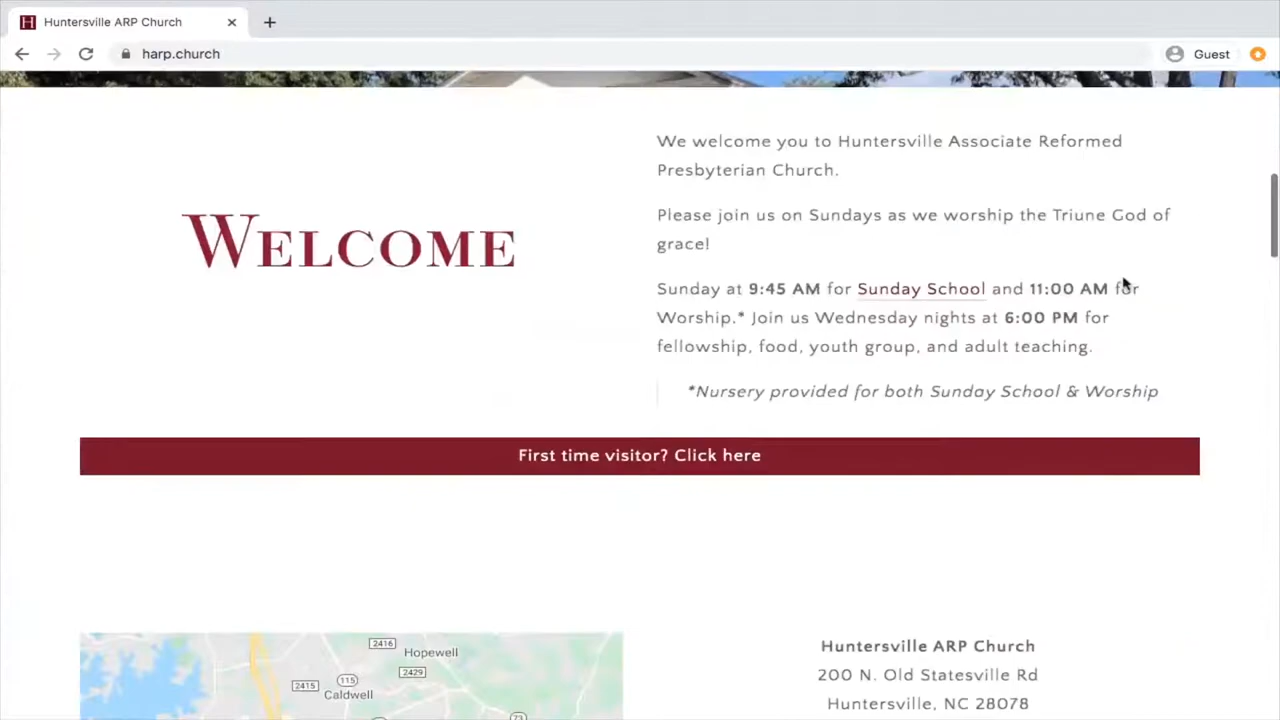 Huntersville ARP Church
harp.church
Guest
WELCOME
We welcome you to Huntersville Associate Reformed
Presbyterian Church.
Please join us on Sundays as we worship the Triune God of
grace!
Sunday at 9:45 AM for Sunday School and 11:00 AM for
Worship.* Join us Wednesday nights at 6:00 PM for
fellowship, food, youth group, and adult teaching.
*Nursery provided for both Sunday School & Worship
First time visitor? Click here
2416
Hopewell
2429
115
2415
Caldwell
73
Huntersville ARP Church
200 N. Old Statesville Rd
Huntersville, NC 28078